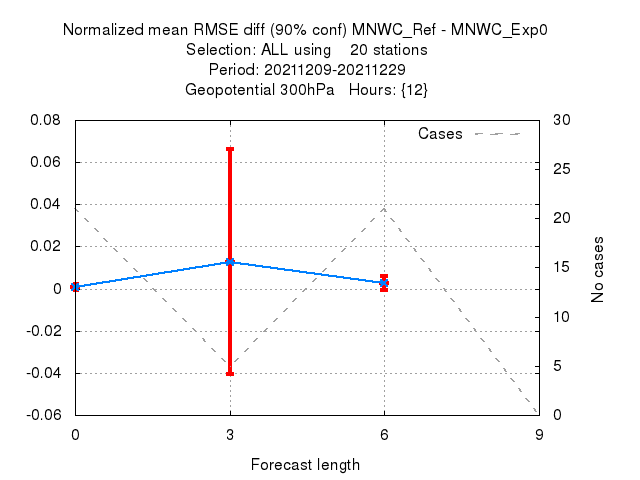 Normalized mean RMSE diff (90% conf) MNWC_Ref - MNWC_Exp0
Selection: ALL using    20 stations
Period: 20211209-20211229
Geopotential 300hPa   Hours: {12}
Cases
0.08
0.06
0.04
0.02
0
-0.02
-0.04
-0.06
30
25
20
15
10
5
0
No cases
0
3
6
9
Forecast length